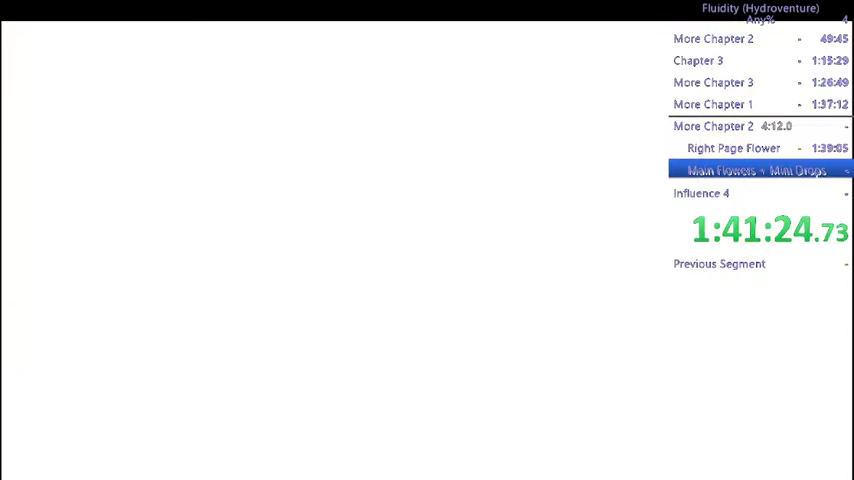 Fluidity (Hydroventure)
Any% 4
More Chapter 2 - 49:45
Chapter 3 - 1:15:29
More Chapter 3 - 1:26:49
More Chapter 1 - 1:37:12
More Chapter 2 4:12.0 -
Right Page Flower - 1:39:05
Main Flowers + Mini Drops -
Influence 4 -
1:41:24.73
Previous Segment -